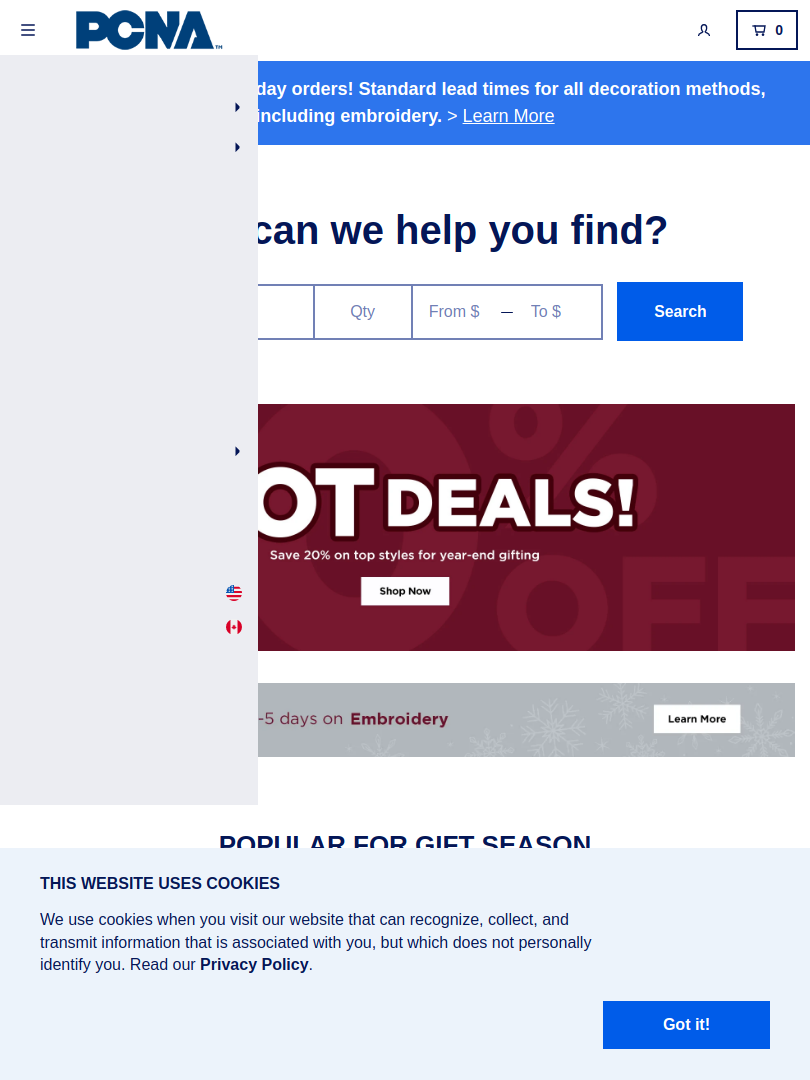 PCNA™
0
day orders! Standard lead times for all decoration methods,
including embroidery. > Learn More
can we help you find?
Qty
From $ — To $
Search
OT DEALS!
Save 20% on top styles for year-end gifting
Shop Now
0% OFF
-5 days on Embroidery
Learn More
POPULAR FOR GIFT SEASON
THIS WEBSITE USES COOKIES
We use cookies when you visit our website that can recognize, collect, and
transmit information that is associated with you, but which does not personally
identify you. Read our Privacy Policy.
Got it!